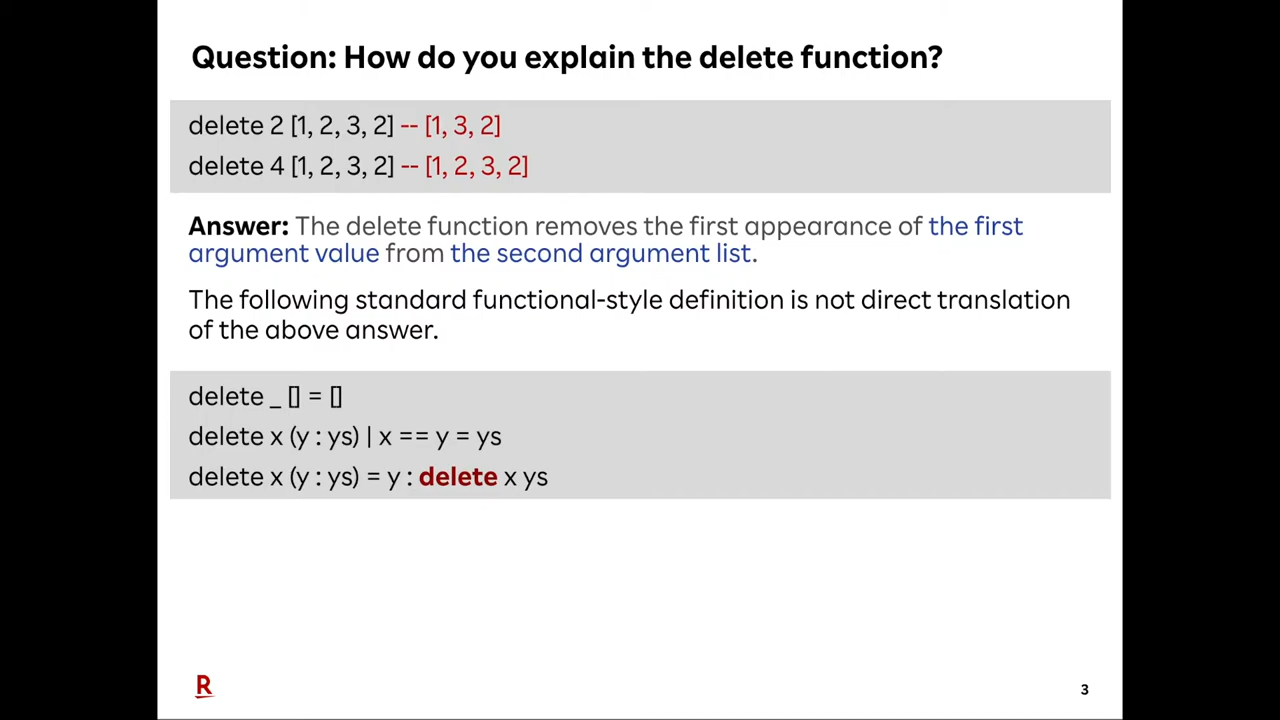 Question: How do you explain the delete function?
delete 2 [1, 2, 3, 2] -- [1, 3, 2]
delete 4 [1, 2, 3, 2] -- [1, 2, 3, 2]
Answer: The delete function removes the first appearance of the first
argument value from the second argument list.
The following standard functional-style definition is not direct translation
of the above answer.
delete _ [] = []
delete x (y : ys) | x == y = ys
delete x (y : ys) = y : delete x ys
R
3